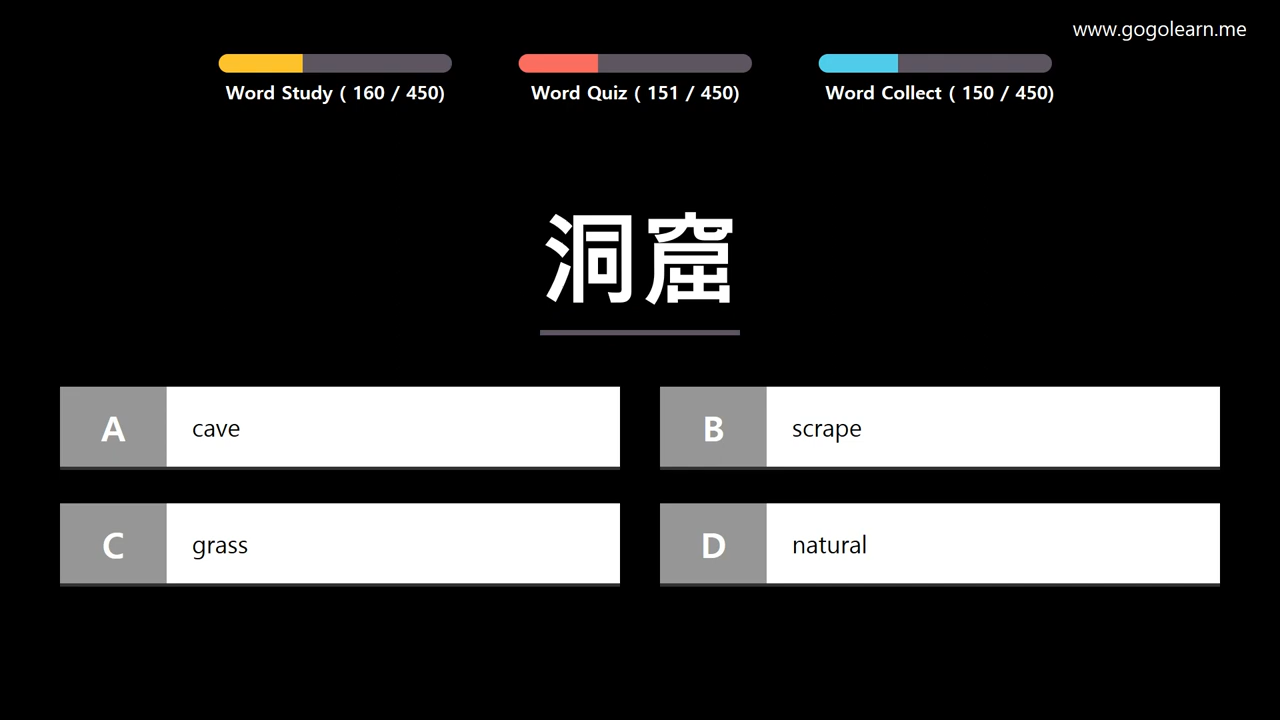 www.gogolearn.me
Word Study ( 160 / 450)
Word Quiz ( 151 / 450)
Word Collect ( 150 / 450)
洞窟
A cave
B scrape
C grass
D natural